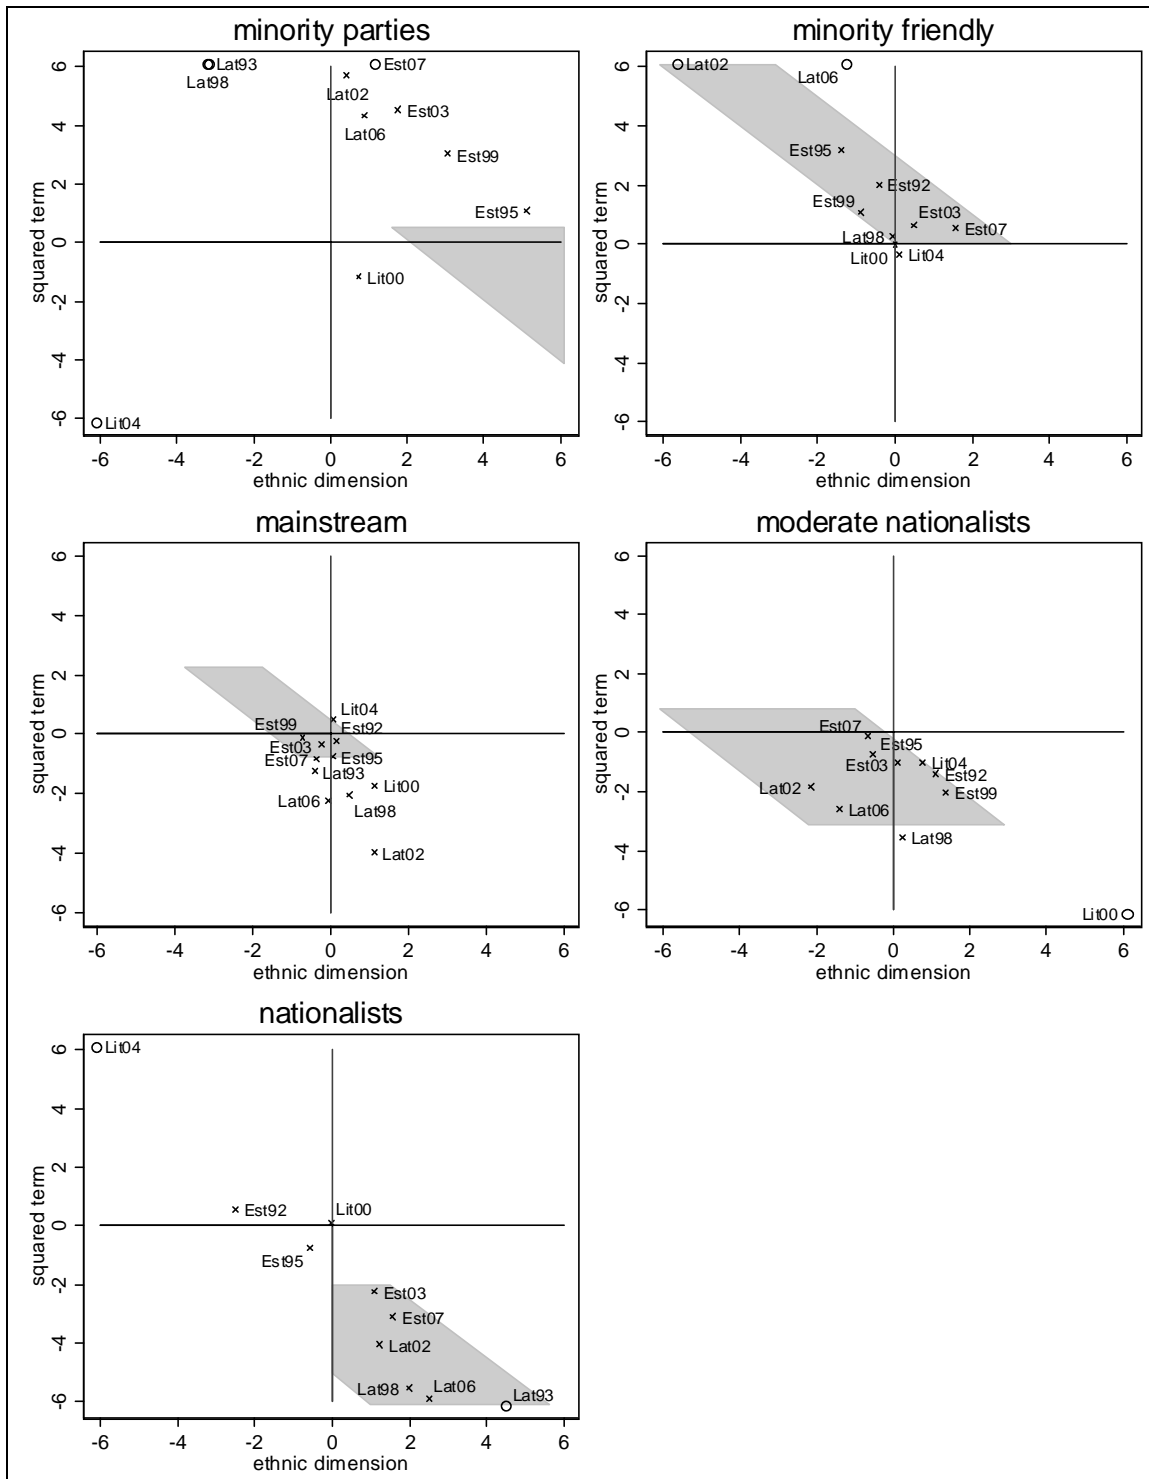 minority parties
squared term
6
4
2
0
-2
-4
-6
Lat93
Lat98
Est07
Lat02
Est03
Lat06
Est99
Est95
Lit00
Lit04
-6 -4 -2 0 2 4 6
ethnic dimension
minority friendly
squared term
6
4
2
0
-2
-4
-6
Lat02
Lat06
Est95
Est92
Est99
Est03
Est07
Lat98
Lit00
Lit04
-6 -4 -2 0 2 4 6
ethnic dimension
mainstream
squared term
6
4
2
0
-2
-4
-6
Lit04
Est99
Est92
Est03
Est07
Est95
Lat93
Lit00
Lat06
Lat98
Lat02
-6 -4 -2 0 2 4 6
ethnic dimension
moderate nationalists
squared term
6
4
2
0
-2
-4
-6
Est07
Est95
Est03
Lit04
Est92
Lat02
Est99
Lat06
Lat98
Lit00
-6 -4 -2 0 2 4 6
ethnic dimension
nationalists
squared term
6
4
2
0
-2
-4
-6
Lit04
Est92
Lit00
Est95
Est03
Est07
Lat02
Lat98
Lat06
Lat93
-6 -4 -2 0 2 4 6
ethnic dimension